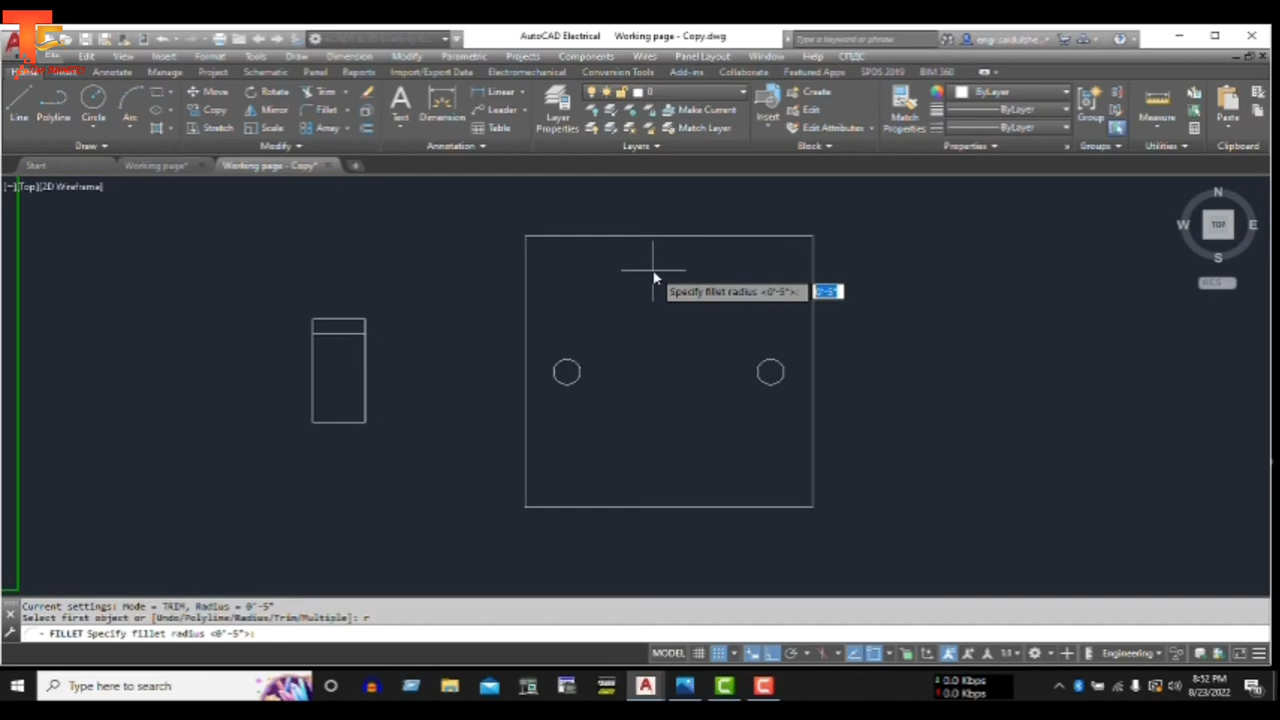 AutoCAD Electrical Working page - Copy.dwg
Type a keyword or phrase
Insert Format Tools Draw Dimension Modify Parametric Projects Components Wires Panel Layout Window Help СПДС
Annotate Manage Project Schematic Panel Reports Import/Export Data Electromechanical Conversion Tools Add-ins Collaborate Featured Apps SPDS 2019 BIM 360
Move Rotate Trim
Copy Mirror Fillet
Stretch Scale Array
Line Polyline Circle Arc
Text Dimension
Linear
Leader
Table
Layer Properties
0
Make Current
Match Layer
Insert
Create
Edit
Edit Attributes
Match Properties
ByLayer
ByLayer
ByLayer
Group
Measure
Paste
Draw Modify Annotation Layers Block Properties Groups Utilities Clipboard
Start Working page* Working page - Copy*
[−][Top][2D Wireframe]
N
W TOP E
S
WCS
Specify fillet radius <0'-5">: 0'-5"
Current settings: Mode = TRIM, Radius = 0'-5"
Select first object or [Undo/Polyline/Radius/Trim/Multiple]: r
FILLET Specify fillet radius <0'-5">:
MODEL 1:1 Engineering
Type here to search
0.0 Kbps
0.0 Kbps
8:52 PM
8/23/2022